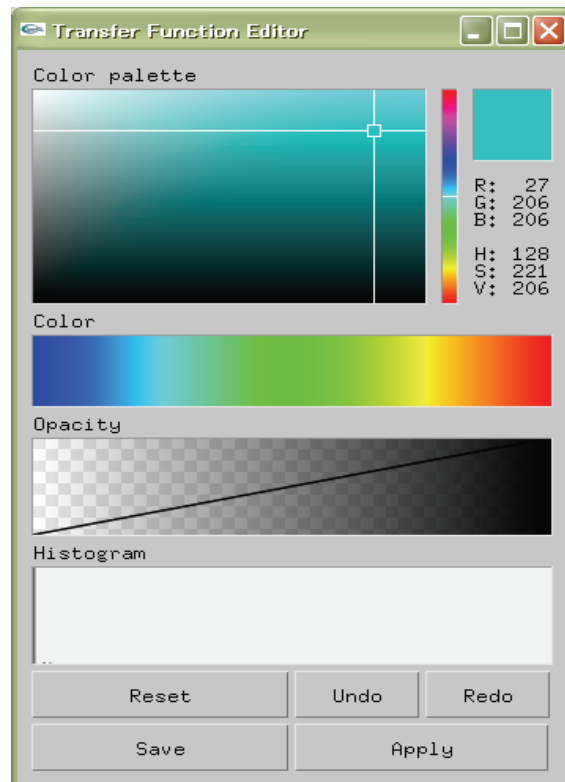 Transfer Function Editor
Color palette
R: 27
G: 206
B: 206
H: 128
S: 221
V: 206
Color
Opacity
Histogram
Reset Undo Redo
Save Apply